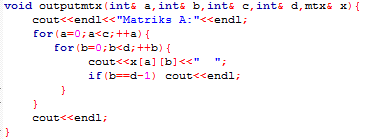 void outputmtx(int& a,int& b,int& c,int& d,mtx& x){
    cout<<endl<<"Matriks A:"<<endl;
    for(a=0;a<c;++a){
        for(b=0;b<d;++b){
            cout<<x[a][b]<<"  ";
            if(b==d-1) cout<<endl;
        }
    }
    cout<<endl;
}